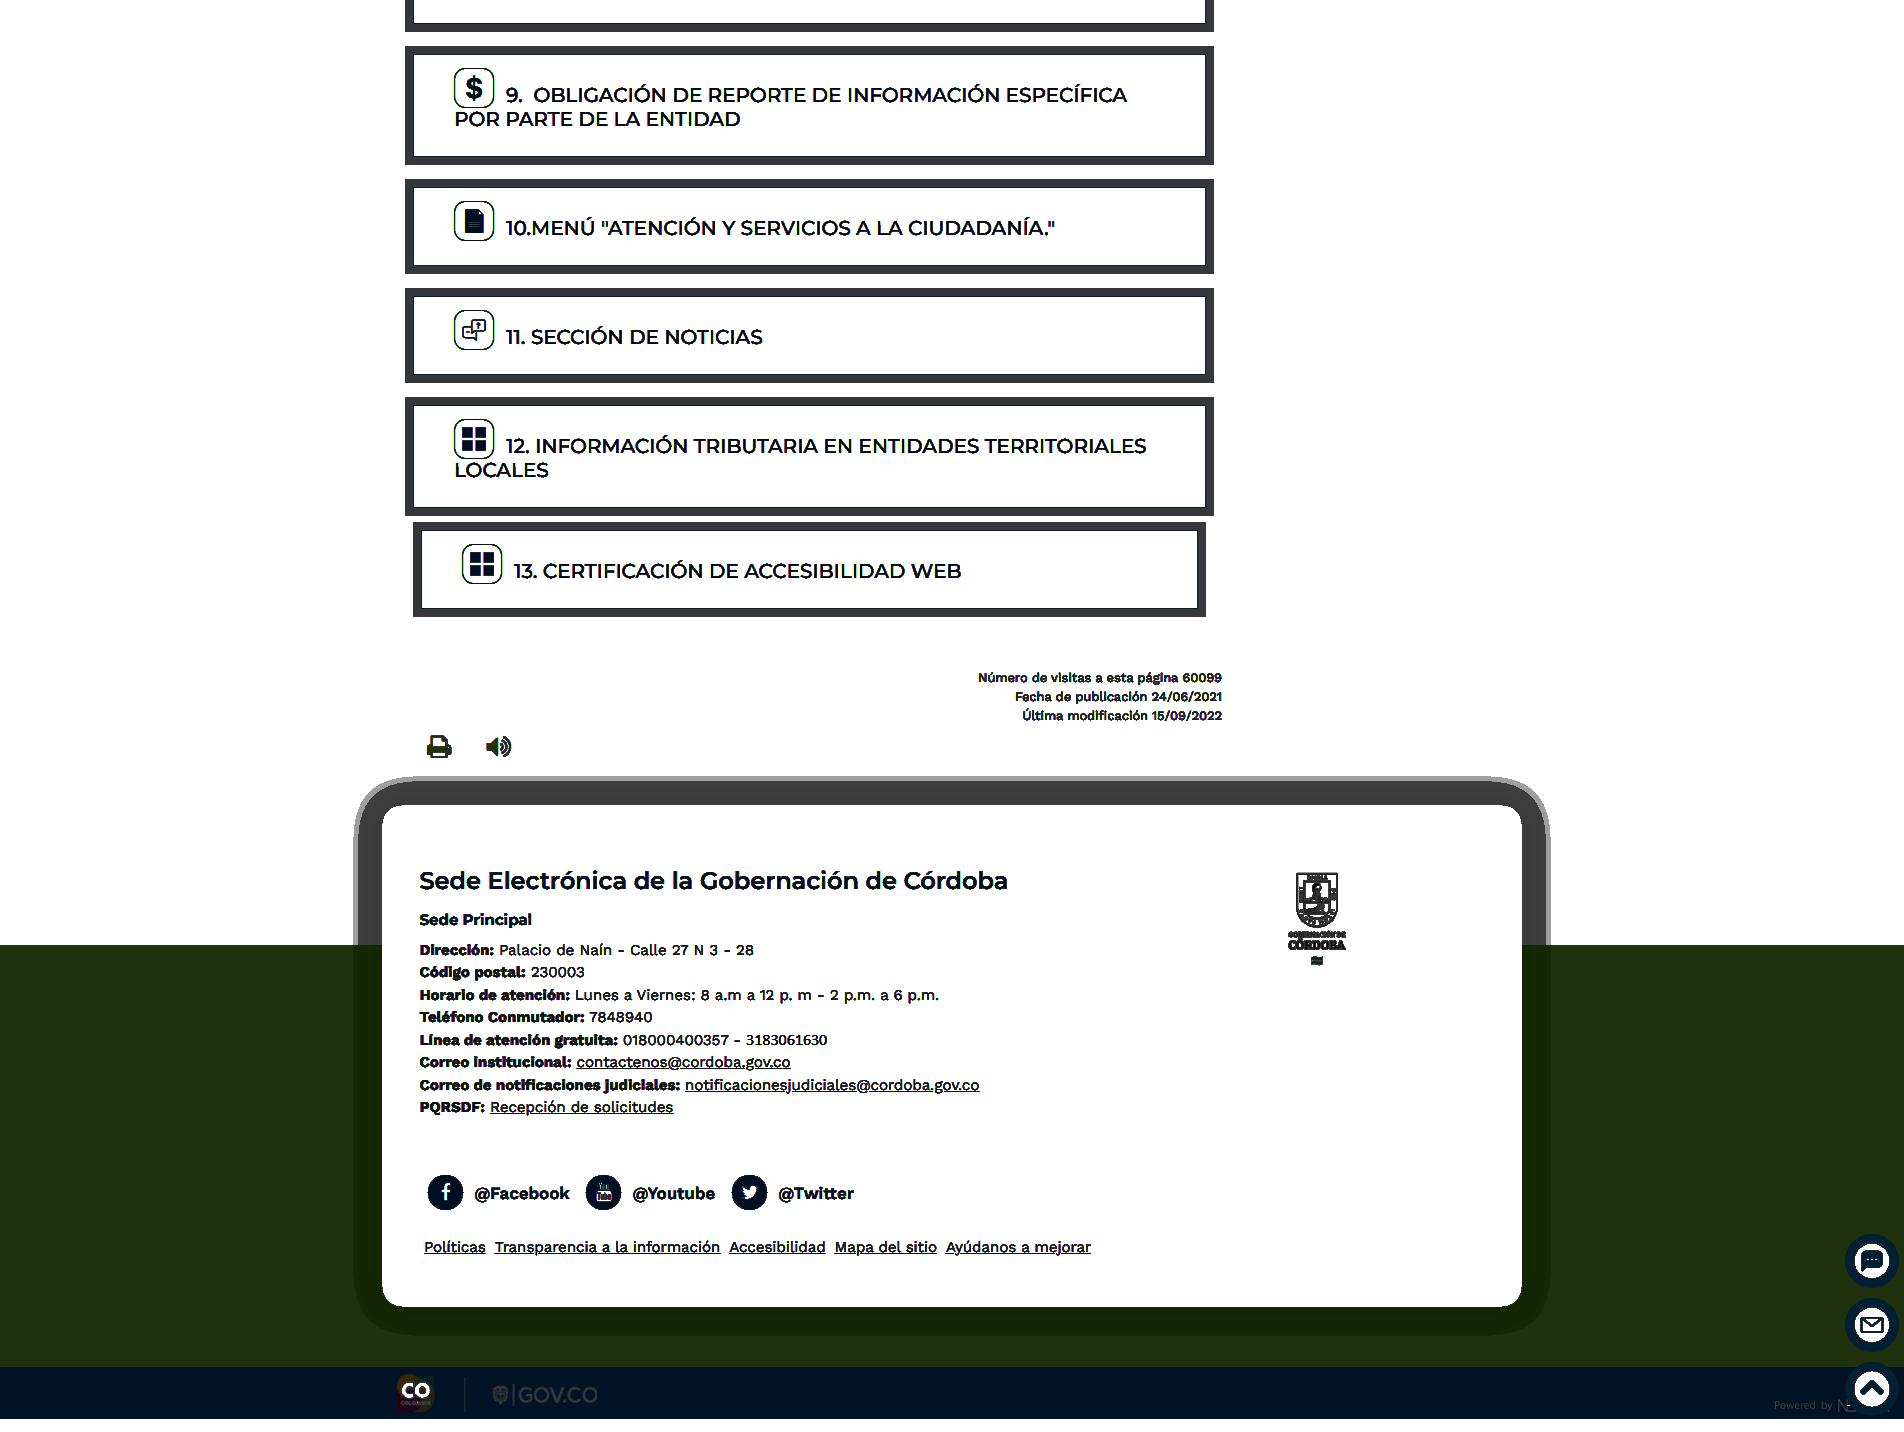 9. OBLIGACIÓN DE REPORTE DE INFORMACIÓN ESPECÍFICA
POR PARTE DE LA ENTIDAD
10.MENÚ "ATENCIÓN Y SERVICIOS A LA CIUDADANÍA."
11. SECCIÓN DE NOTICIAS
12. INFORMACIÓN TRIBUTARIA EN ENTIDADES TERRITORIALES
LOCALES
13. CERTIFICACIÓN DE ACCESIBILIDAD WEB
Número de visitas a esta página 60099
Fecha de publicación 24/06/2021
Última modificación 15/09/2022
Sede Electrónica de la Gobernación de Córdoba
Sede Principal
Dirección: Palacio de Naín - Calle 27 N 3 - 28
Código postal: 230003
Horario de atención: Lunes a Viernes: 8 a.m a 12 p. m - 2 p.m. a 6 p.m.
Teléfono Conmutador: 7848940
Línea de atención gratuita: 018000400357 - 3183061630
Correo institucional: contactenos@cordoba.gov.co
Correo de notificaciones judiciales: notificacionesjudiciales@cordoba.gov.co
PQRSDF: Recepción de solicitudes
GOBERNACIÓN DE
CÓRDOBA
@Facebook You Tube @Youtube @Twitter
Políticas Transparencia a la información Accesibilidad Mapa del sitio Ayúdanos a mejorar
CO
COLOMBIA
GOV.CO
Powered by